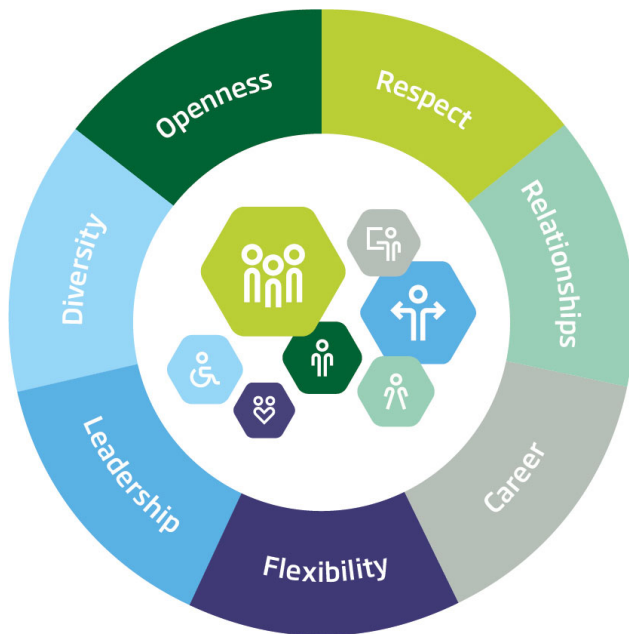 Openness
Respect
Relationships
Career
Flexibility
Leadership
Diversity